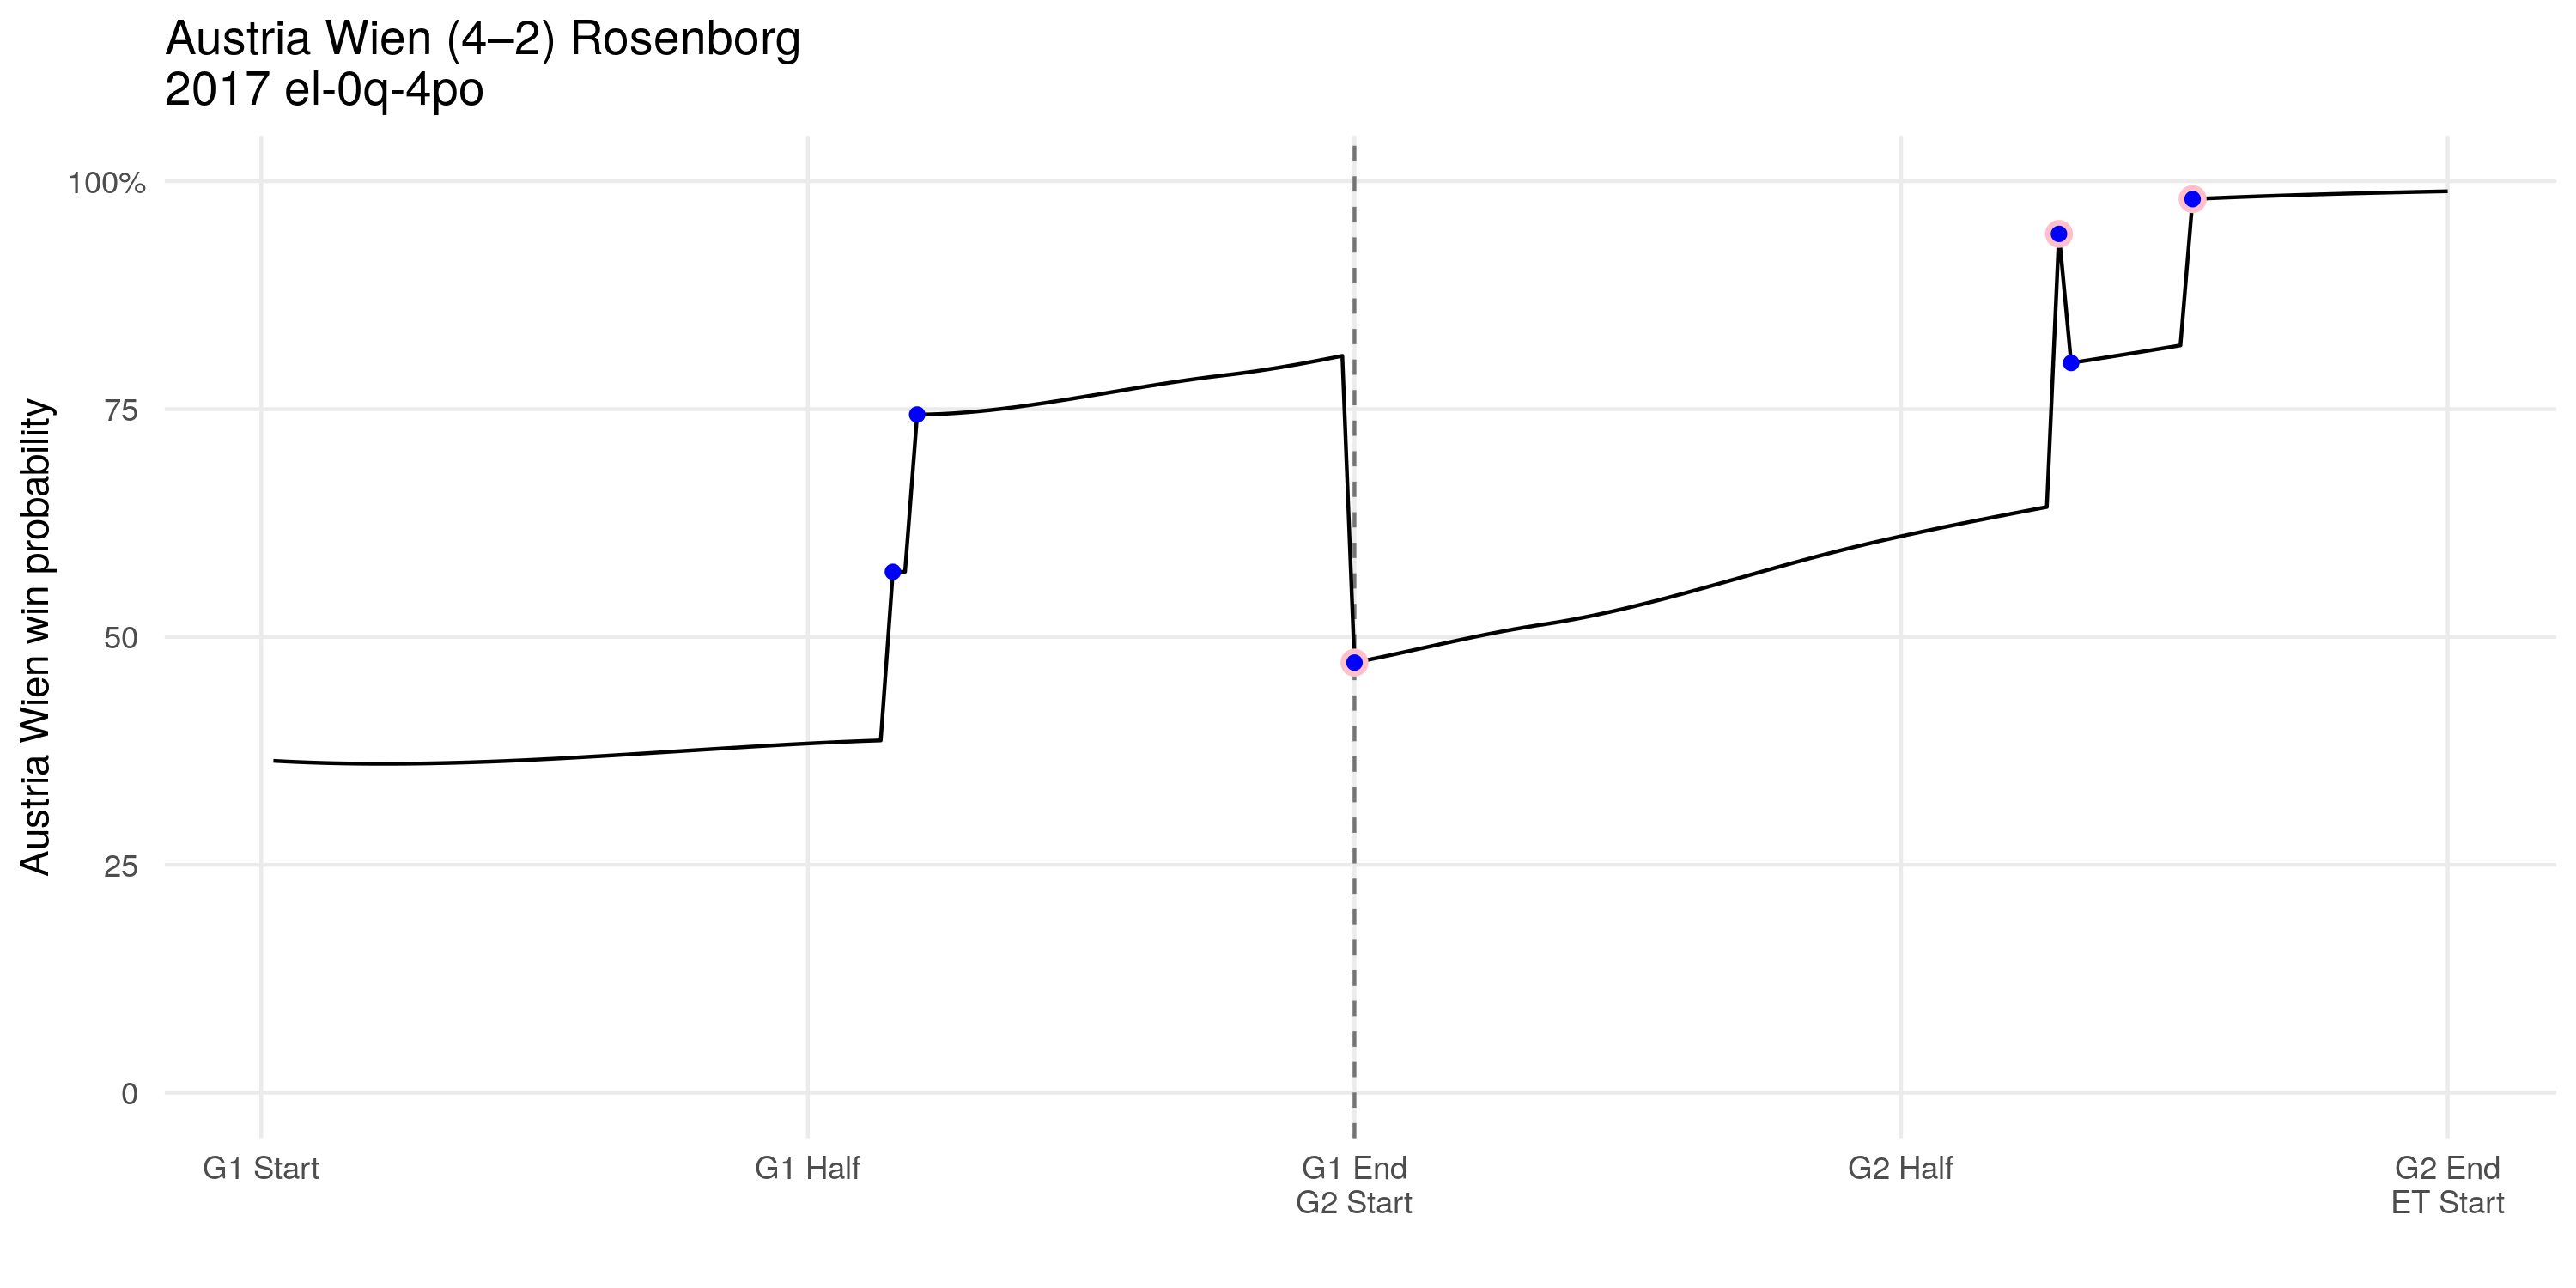 Austria Wien (4–2) Rosenborg
2017 el-0q-4po
Austria Wien win probability
100%
75
50
25
0
G1 Start
G1 Half
G1 End
G2 Start
G2 Half
G2 End
ET Start